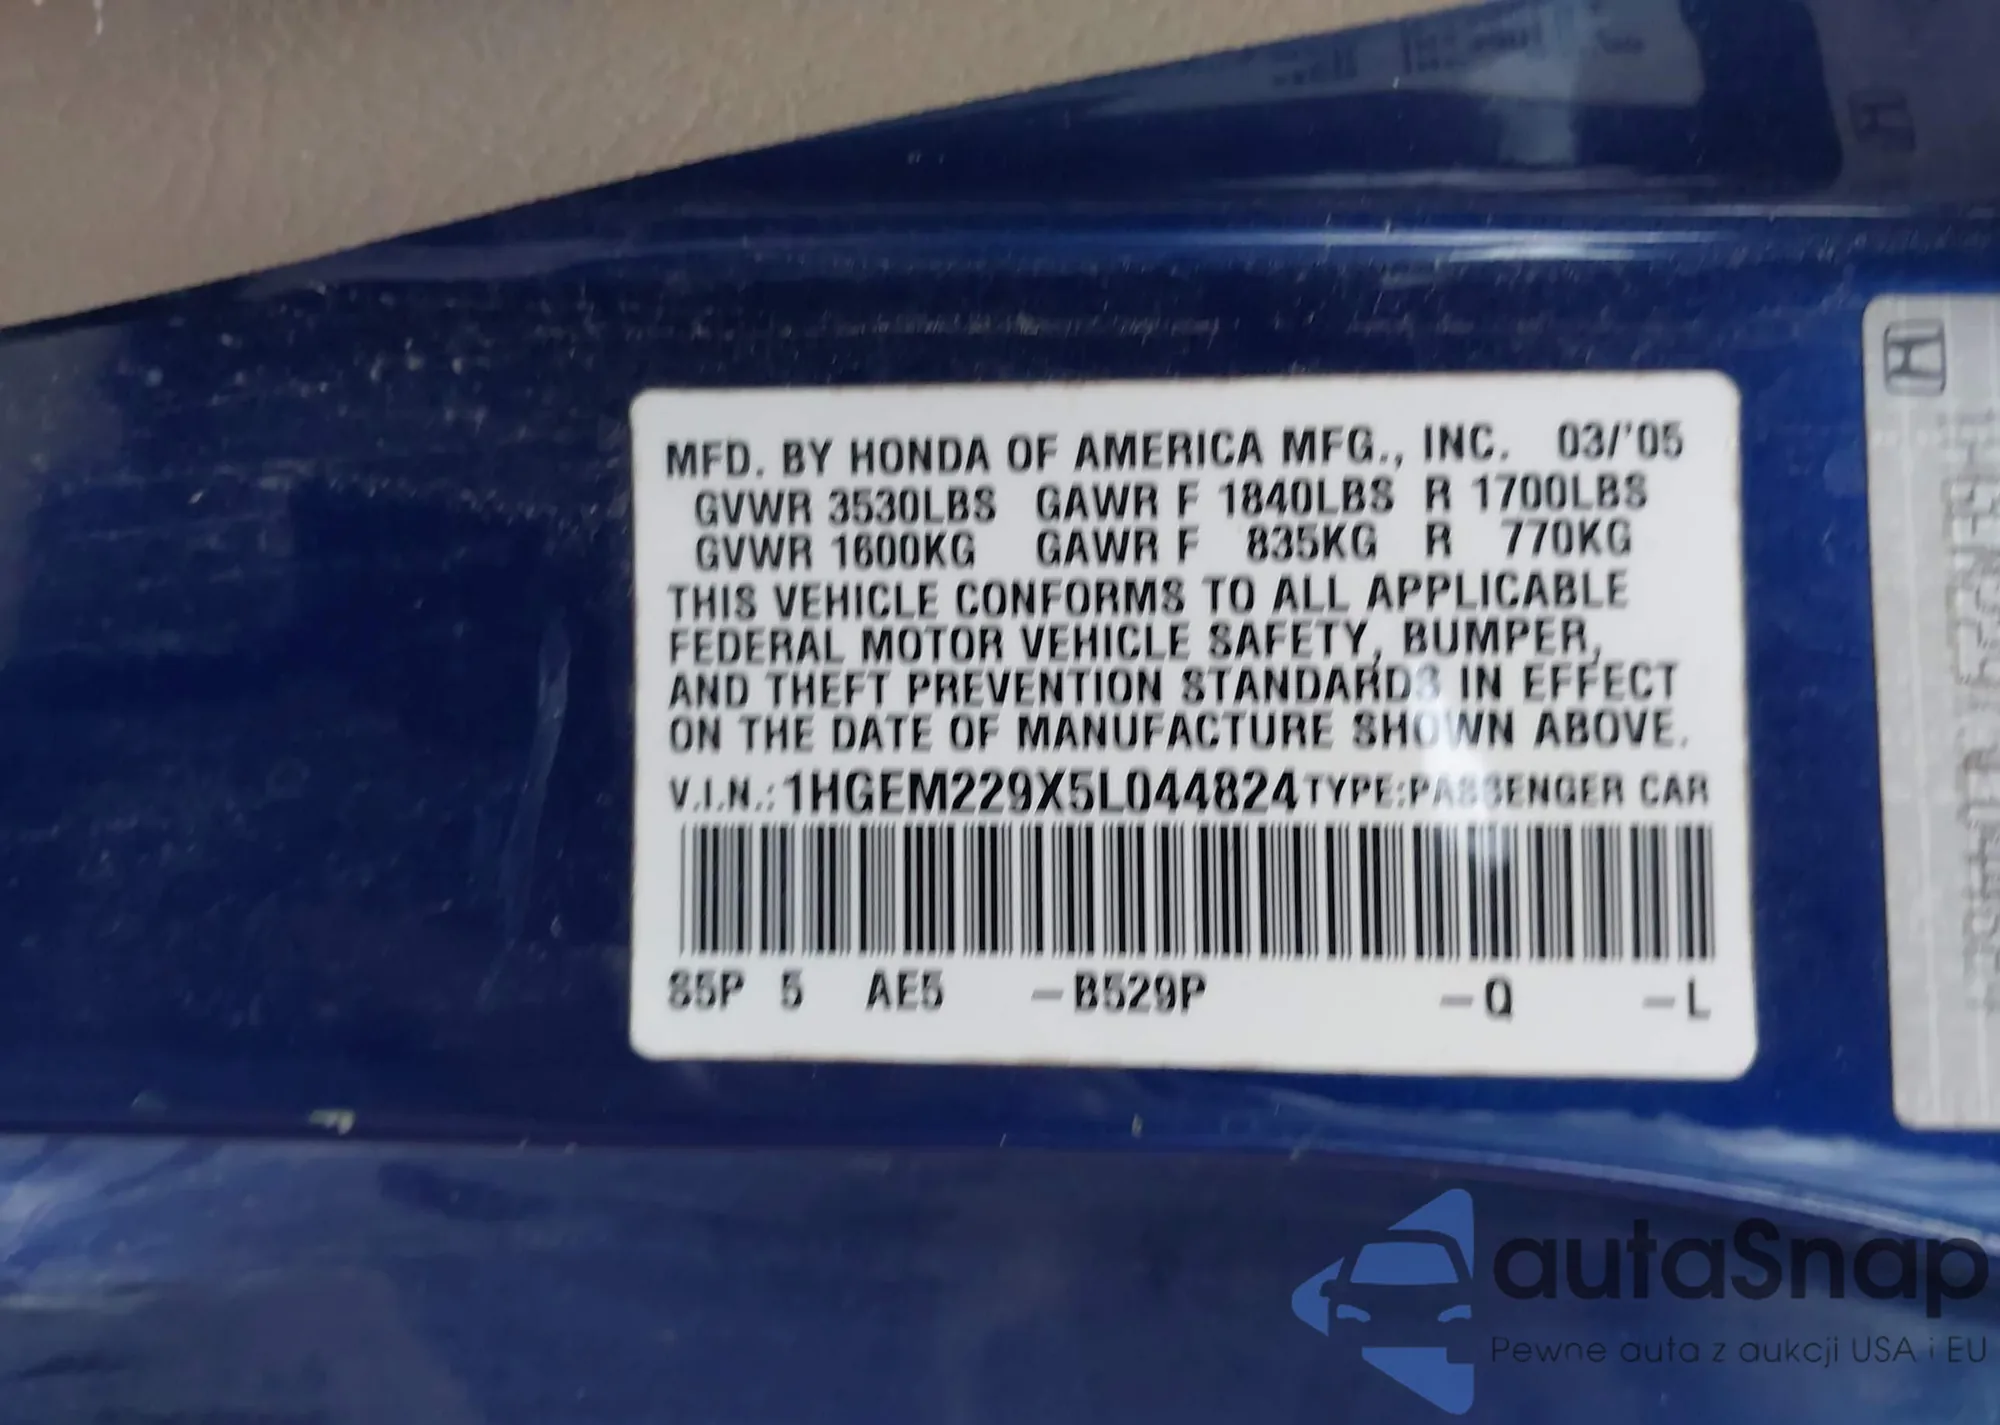 MFD. BY HONDA OF AMERICA MFG., INC. 03/'05
GVWR 3530LBS GAWR F 1840LBS R 1700LBS
GVWR 1600KG GAWR F 835KG R 770KG
THIS VEHICLE CONFORMS TO ALL APPLICABLE
FEDERAL MOTOR VEHICLE SAFETY, BUMPER,
AND THEFT PREVENTION STANDARDS IN EFFECT
ON THE DATE OF MANUFACTURE SHOWN ABOVE.
V.I.N.: 1HGEM229X5L044824 TYPE:PASSENGER CAR
S5P 5 AE5 -B529P -Q -L
autaSnap
Pewne auta z aukcji USA i EU